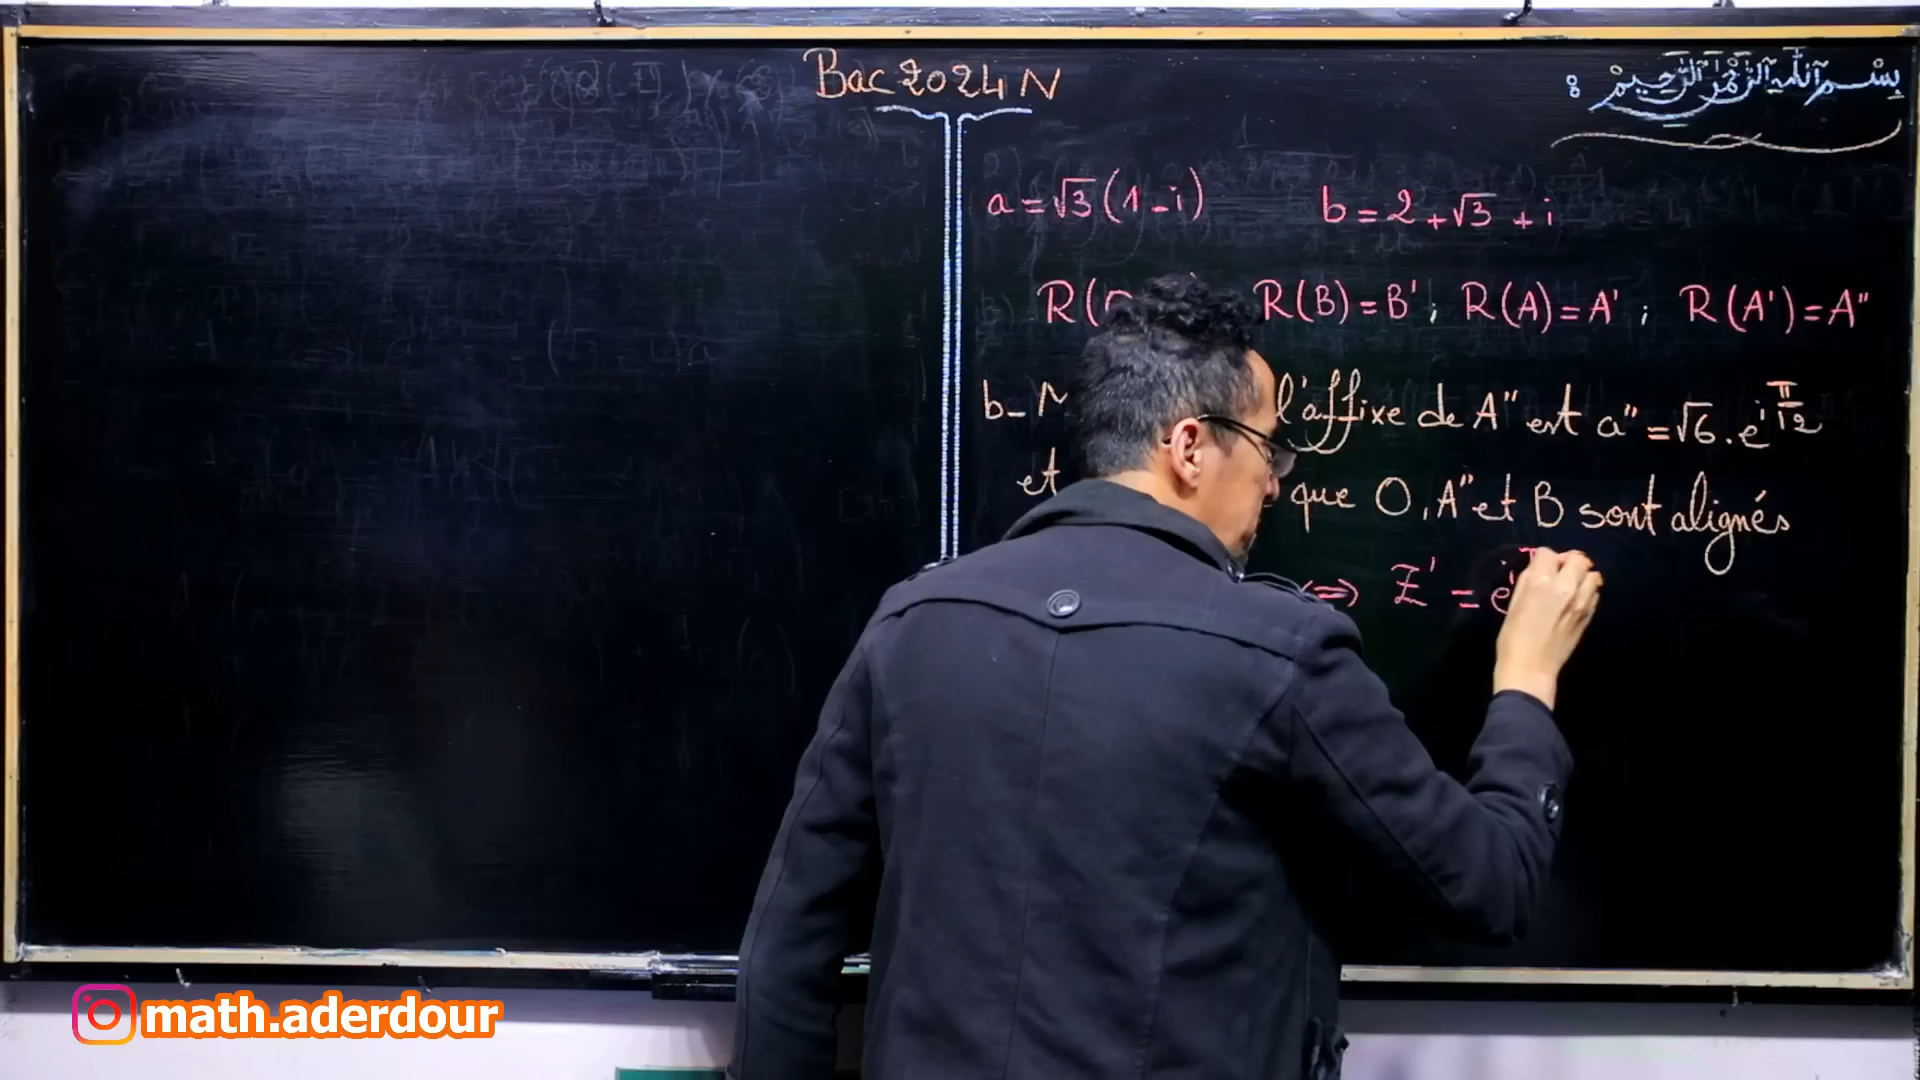 Bac 2024 N
بسم الله الرحمن الرحيم :
a = √3 (1 - i) b = 2 + √3 + i
R( R(B) = B' ; R(A) = A' ; R(A') = A"
b- l'affixe de A" est a" = √6 . e^(i π/12)
et que O, A" et B sont alignés
⇔ Z' = e^i
math.aderdour